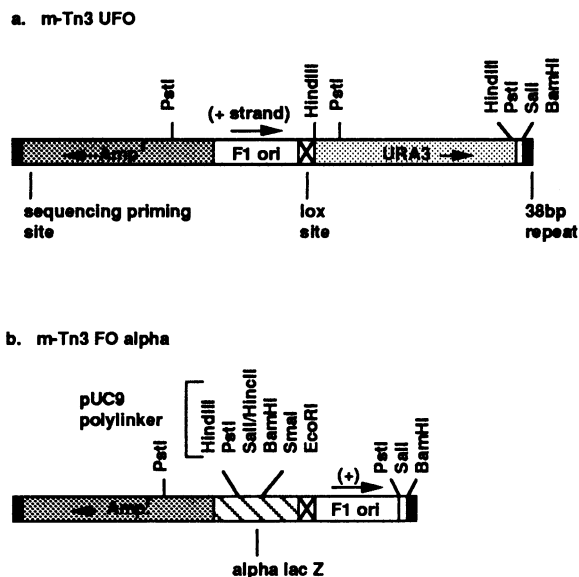 a. m-Tn3 UFO
PstI
(+ strand)
HindIII
PstI
HindIII
PstI
SalI
BamHI
Amp r
F1 ori
URA3
sequencing priming
site
lox
site
38bp
repeat
b. m-Tn3 FO alpha
pUC9
polylinker
PstI
HindIII
PstI
SalI/HincII
BamHI
SmaI
EcoRI
(+)
PstI
SalI
BamHI
Amp r
F1 ori
alpha lac Z